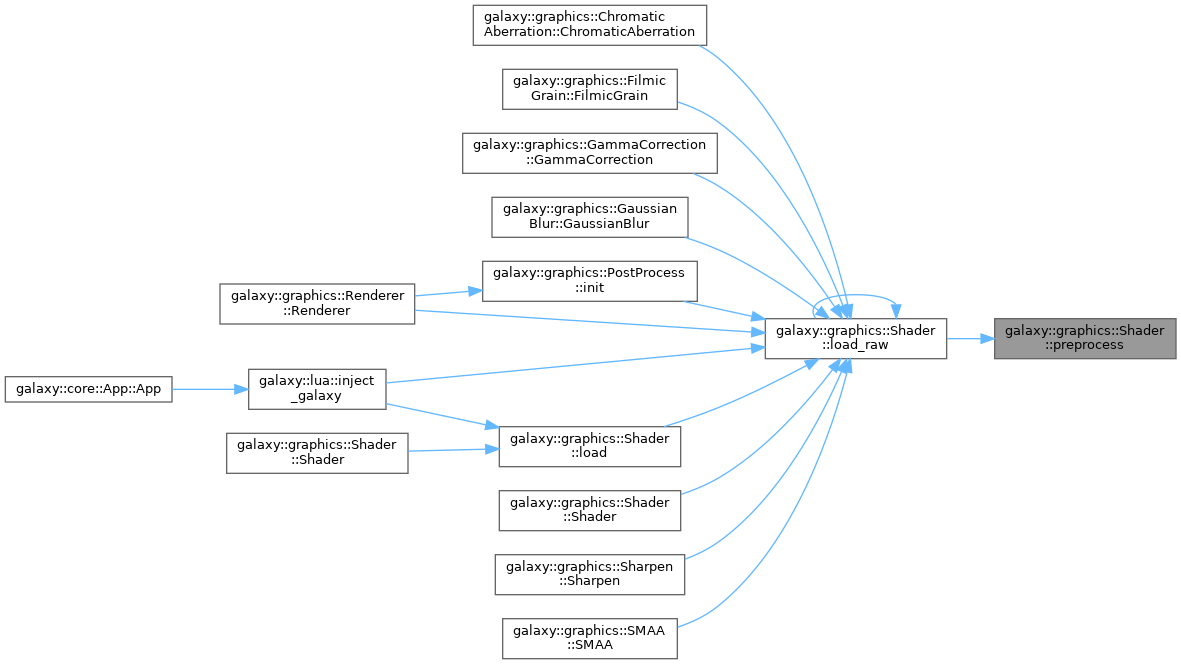 galaxy::graphics::Chromatic
Aberration::ChromaticAberration
galaxy::graphics::Filmic
Grain::FilmicGrain
galaxy::graphics::GammaCorrection
::GammaCorrection
galaxy::graphics::Gaussian
Blur::GaussianBlur
galaxy::graphics::PostProcess
::init
galaxy::graphics::Renderer
::Renderer
galaxy::graphics::Shader
::load_raw
galaxy::graphics::Shader
::preprocess
galaxy::core::App::App
galaxy::lua::inject
_galaxy
galaxy::graphics::Shader
::Shader
galaxy::graphics::Shader
::load
galaxy::graphics::Shader
::Shader
galaxy::graphics::Sharpen
::Sharpen
galaxy::graphics::SMAA
::SMAA